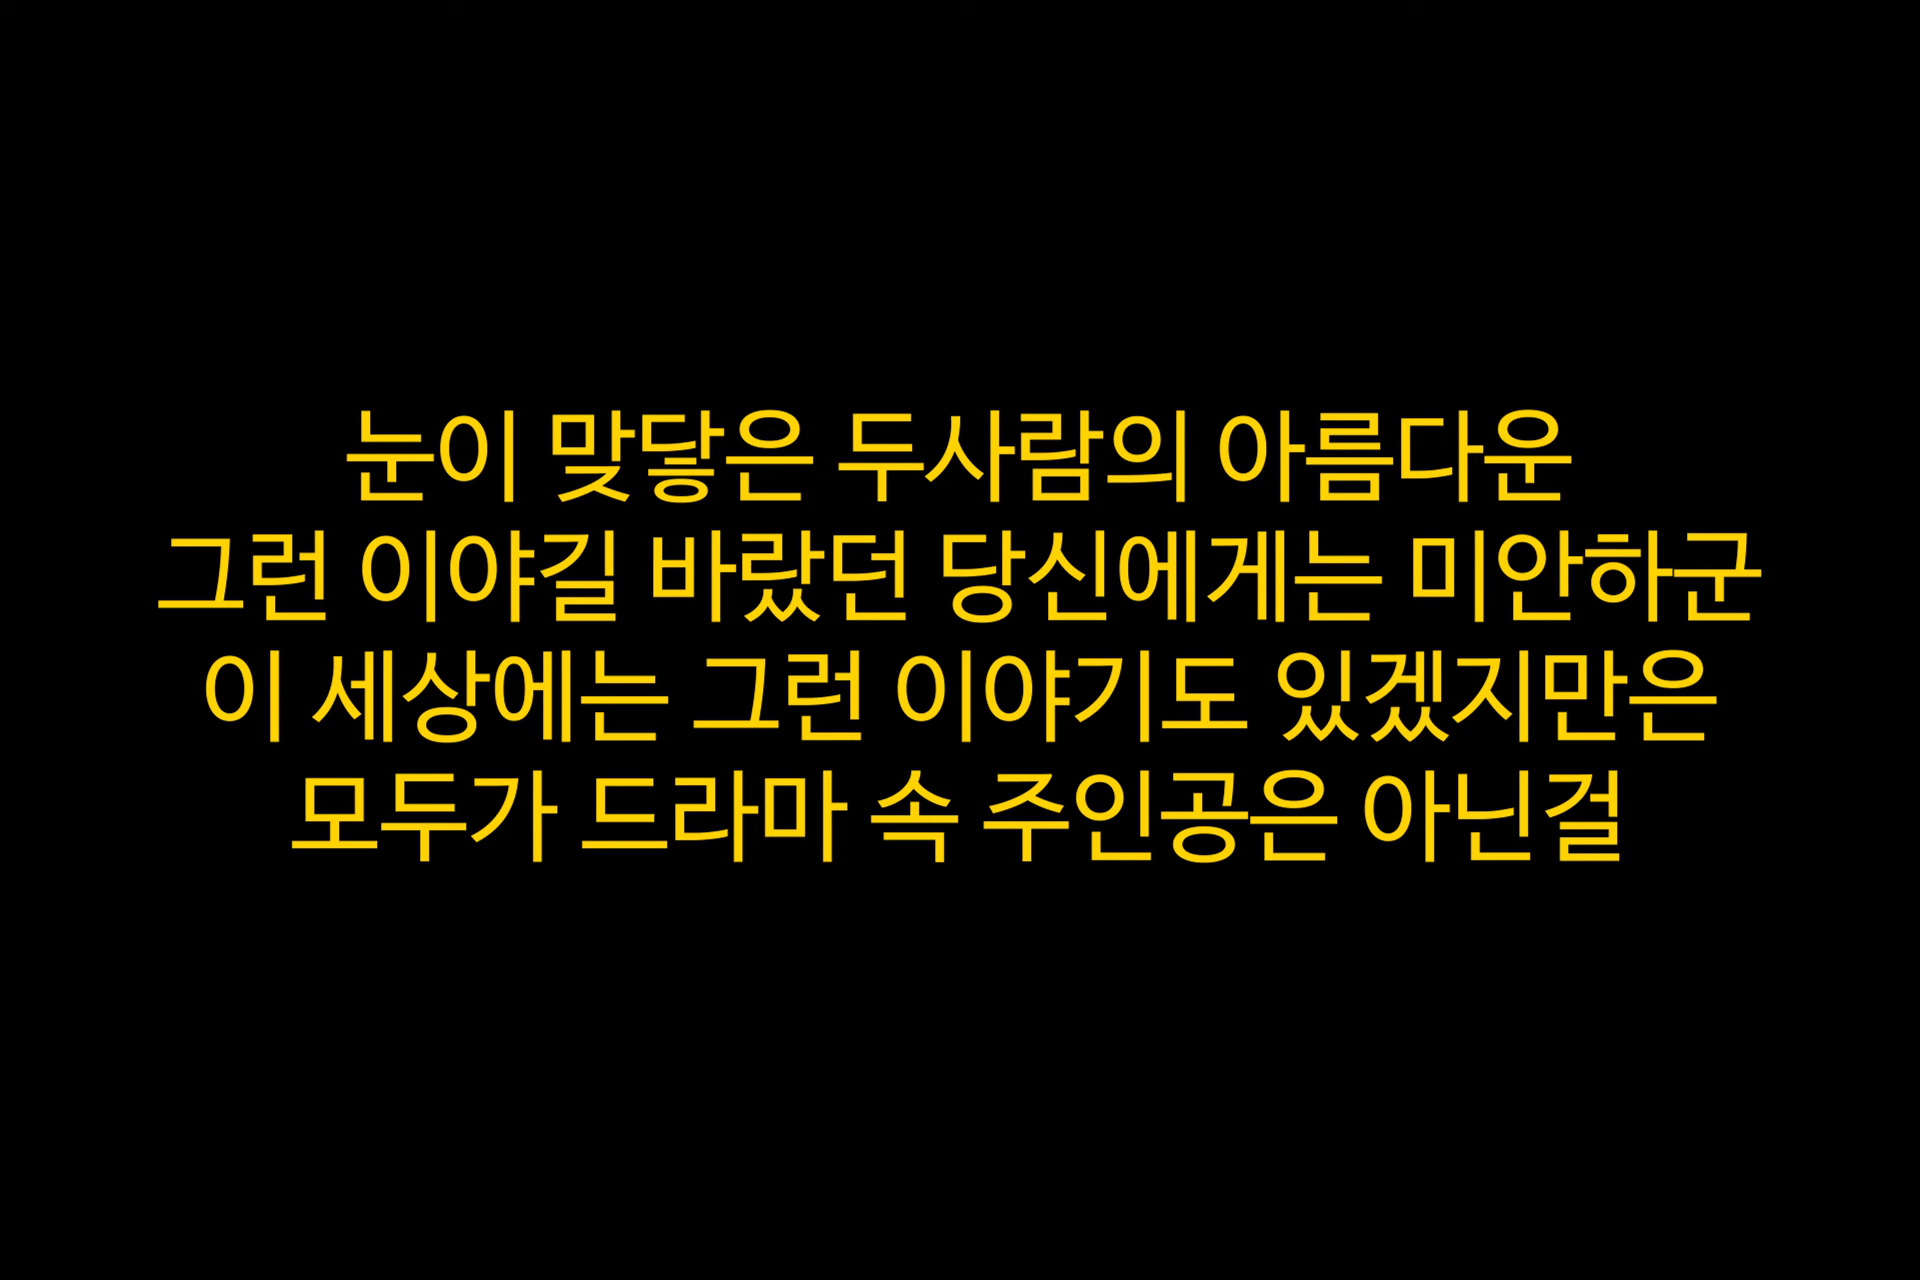 눈이 맞닿은 두사람의 아름다운
그런 이야길 바랐던 당신에게는 미안하군
이 세상에는 그런 이야기도 있겠지만은
모두가 드라마 속 주인공은 아닌걸